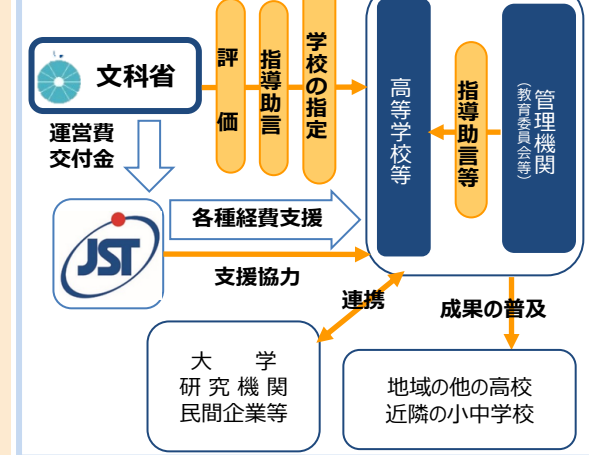 文科省
評価
指導助言
学校の指定
高等学校等
指導助言等
管理機関
(教育委員会等)
運営費
交付金
JST
各種経費支援
支援協力
連携
成果の普及
大 学
研究機関
民間企業等
地域の他の高校
近隣の小中学校